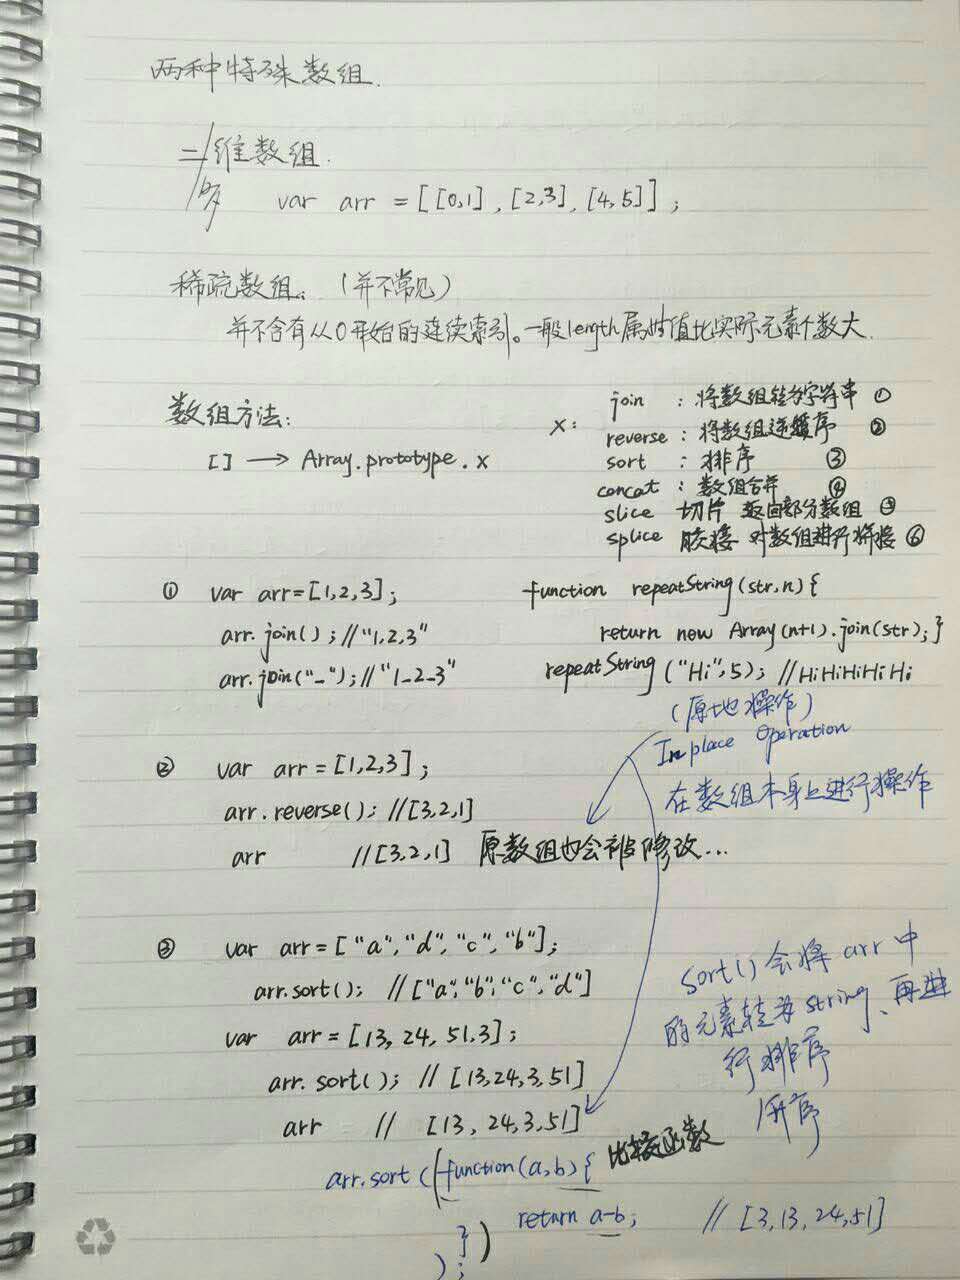 两种特殊数组.
二/维数组.
/多 var arr = [[0,1], [2,3], [4,5]];
稀疏数组: (并不常见)
并不含有从0开始的连续索引。一般length属性值比实际元素个数大.
数组方法:
[] → Array.prototype.x
x:
join : 将数组转为字符串 ①
reverse : 将数组逆序 ②
sort : 排序 ③
concat : 数组合并 ④
slice 切片 返回部分数组 ⑤
splice 胶接 对数组进行拼接 ⑥
① var arr=[1,2,3];
arr.join(); //"1,2,3"
arr.join("_"); //"1_2_3"
function repeatString(str,n){
return new Array(n+1).join(str);}
repeatString("Hi",5); //HiHiHiHiHi
(原地操作)
In place Operation
在数组本身上进行操作
② var arr=[1,2,3];
arr.reverse(); //[3,2,1]
arr //[3,2,1] 原数组也会被修改...
③ var arr=["a","d","c","b"];
arr.sort(); //["a","b","c","d"]
var arr=[13, 24, 51,3];
arr.sort(); //[13,24,3,51]
arr // [13, 24,3,51]
sort()会将arr中
的元素转为string、再进
行排序
升序
arr.sort(function(a,b){ 比较函数
return a-b; //[3,13,24,51]
})
);